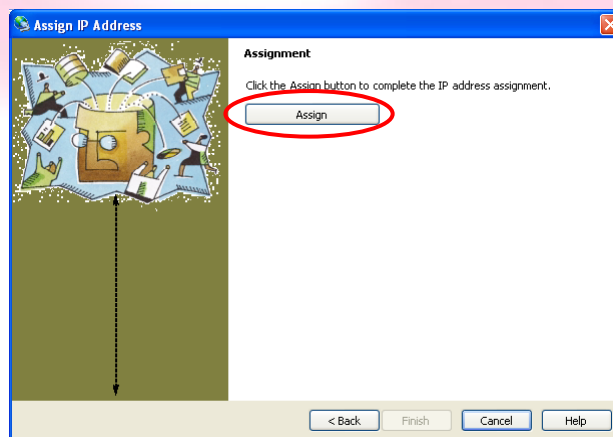 Assign IP Address
Assignment
Click the Assign button to complete the IP address assignment.
Assign
< Back Finish Cancel Help